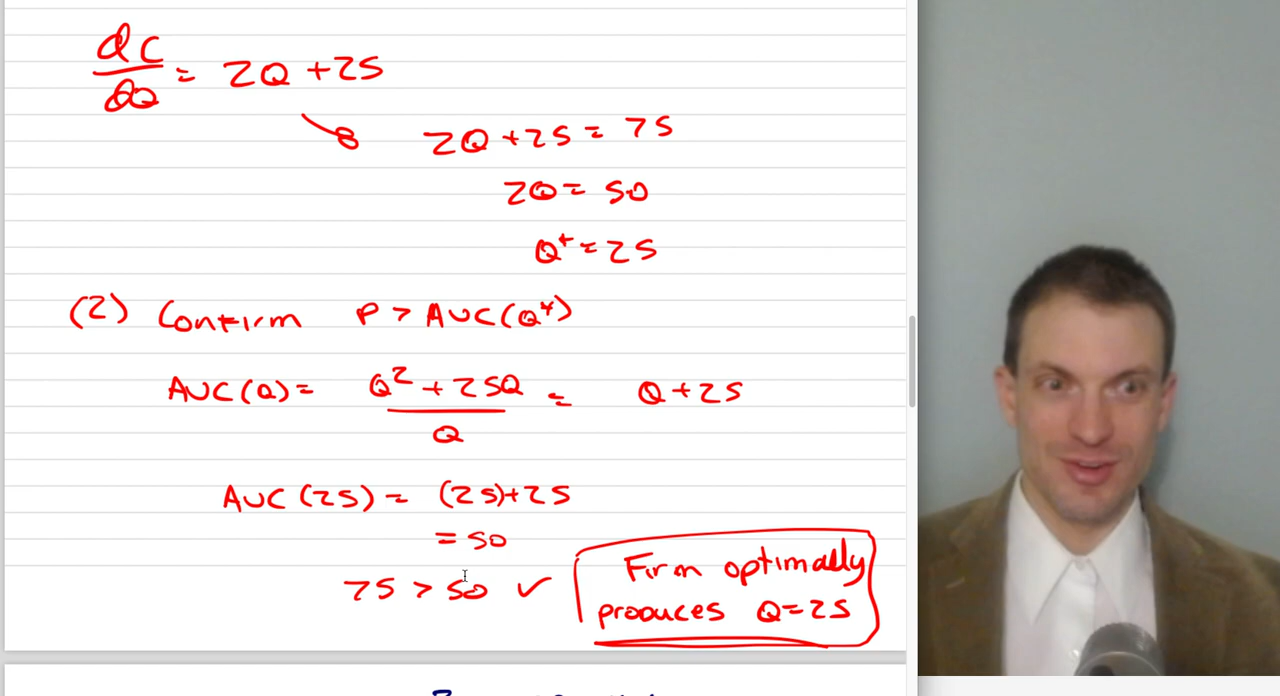 dC/dQ = 2Q + 25
2Q + 25 = 75
2Q = 50
Q* = 25
(2) Confirm P > AVC(Q*)
AVC(Q) = (Q² + 25Q)/Q = Q + 25
AVC(25) = (25) + 25
= 50
75 > 50 ✓
Firm optimally
produces Q = 25